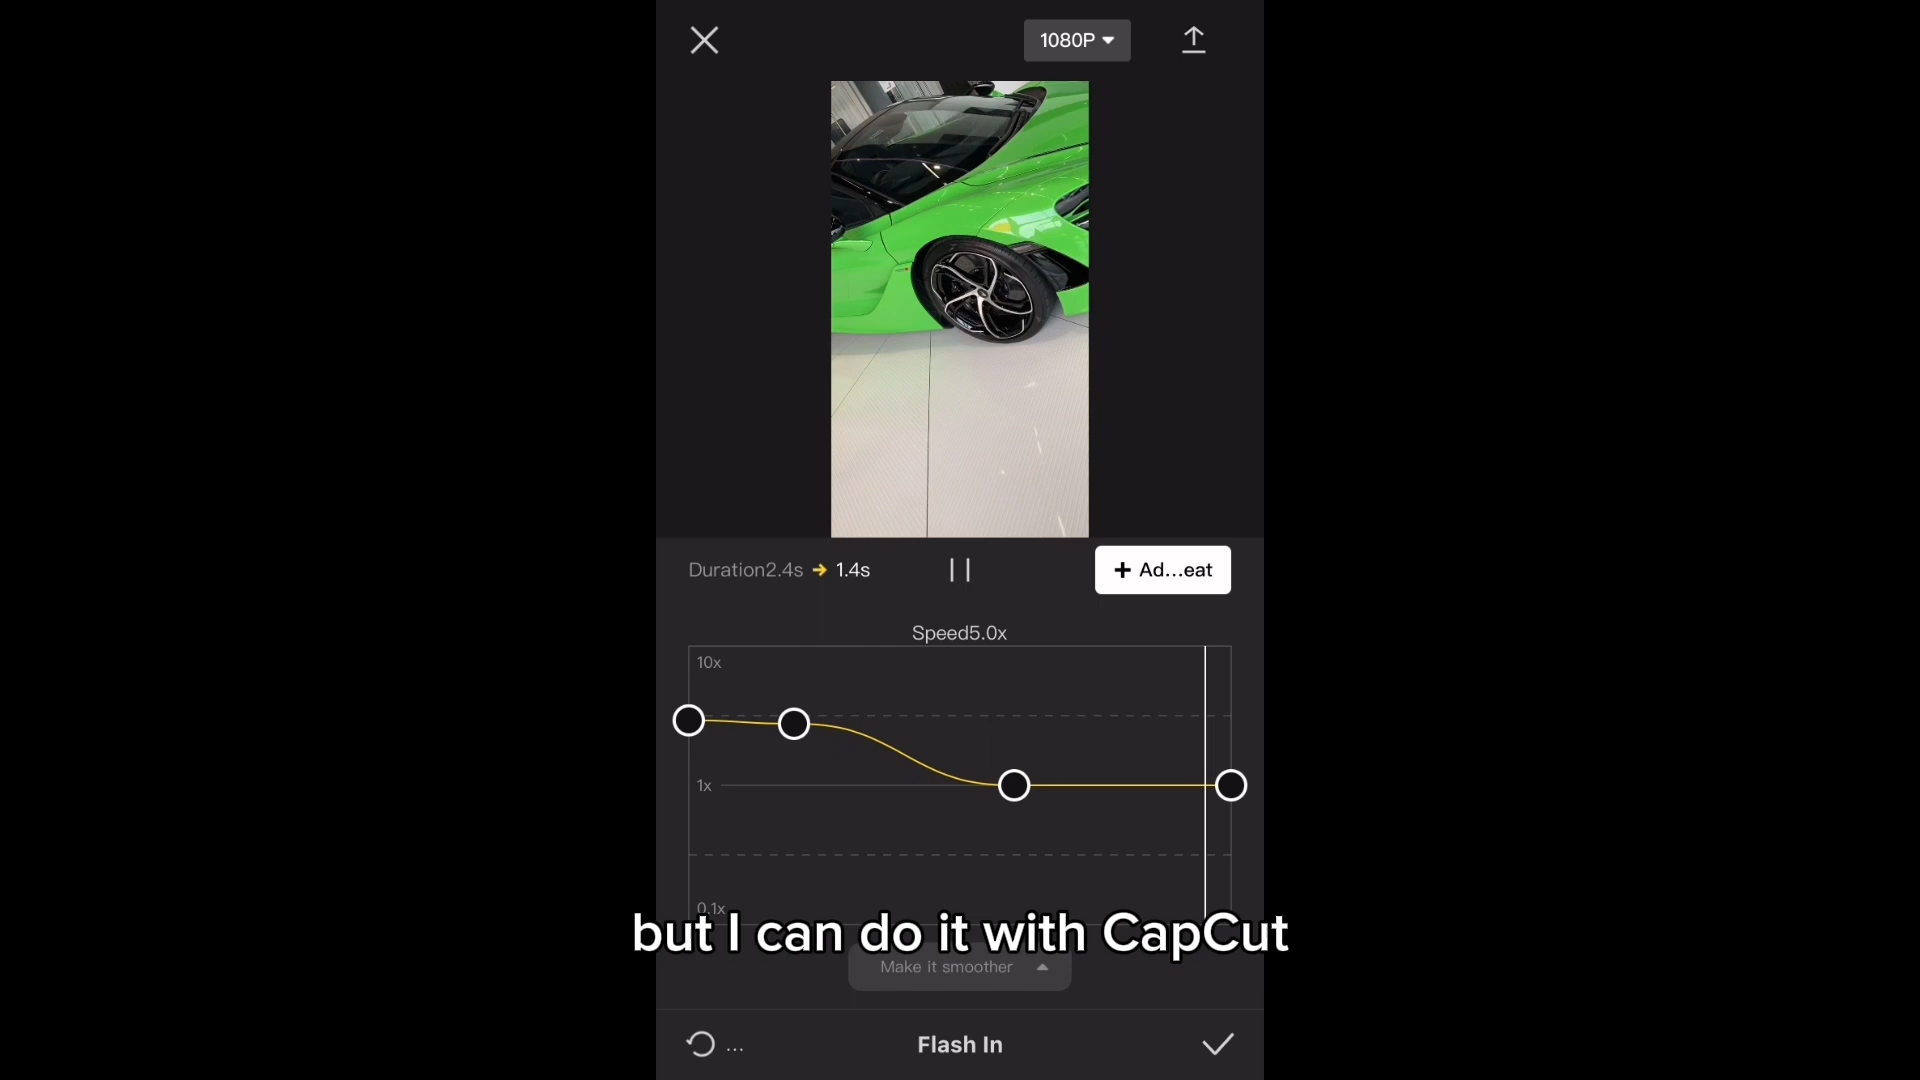 1080P
Duration2.4s → 1.4s
+ Ad...eat
Speed5.0x
10x
1x
0.1x
but I can do it with CapCut
Make it smoother
...
Flash In